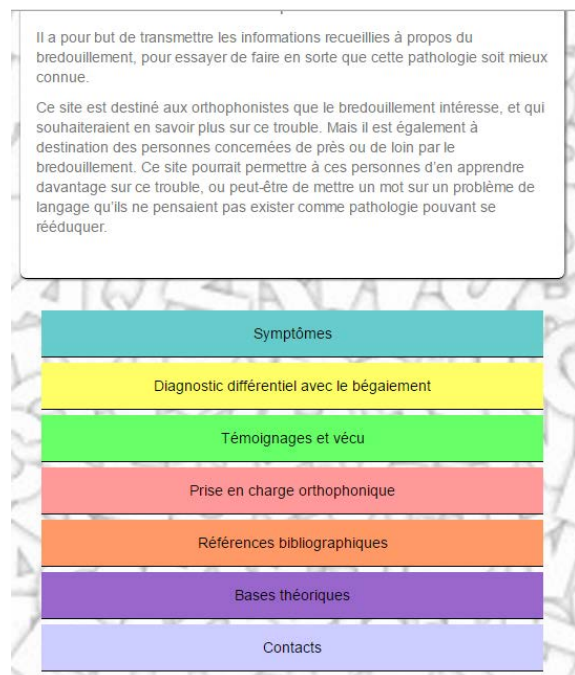 Il a pour but de transmettre les informations recueillies à propos du
bredouillement, pour essayer de faire en sorte que cette pathologie soit mieux
connue.
Ce site est destiné aux orthophonistes que le bredouillement intéresse, et qui
souhaiteraient en savoir plus sur ce trouble. Mais il est également à
destination des personnes concernées de près ou de loin par le
bredouillement. Ce site pourrait permettre à ces personnes d'en apprendre
davantage sur ce trouble, ou peut-être de mettre un mot sur un problème de
langage qu'ils ne pensaient pas exister comme pathologie pouvant se
rééduquer.
Symptômes
Diagnostic différentiel avec le bégaiement
Témoignages et vécu
Prise en charge orthophonique
Références bibliographiques
Bases théoriques
Contacts